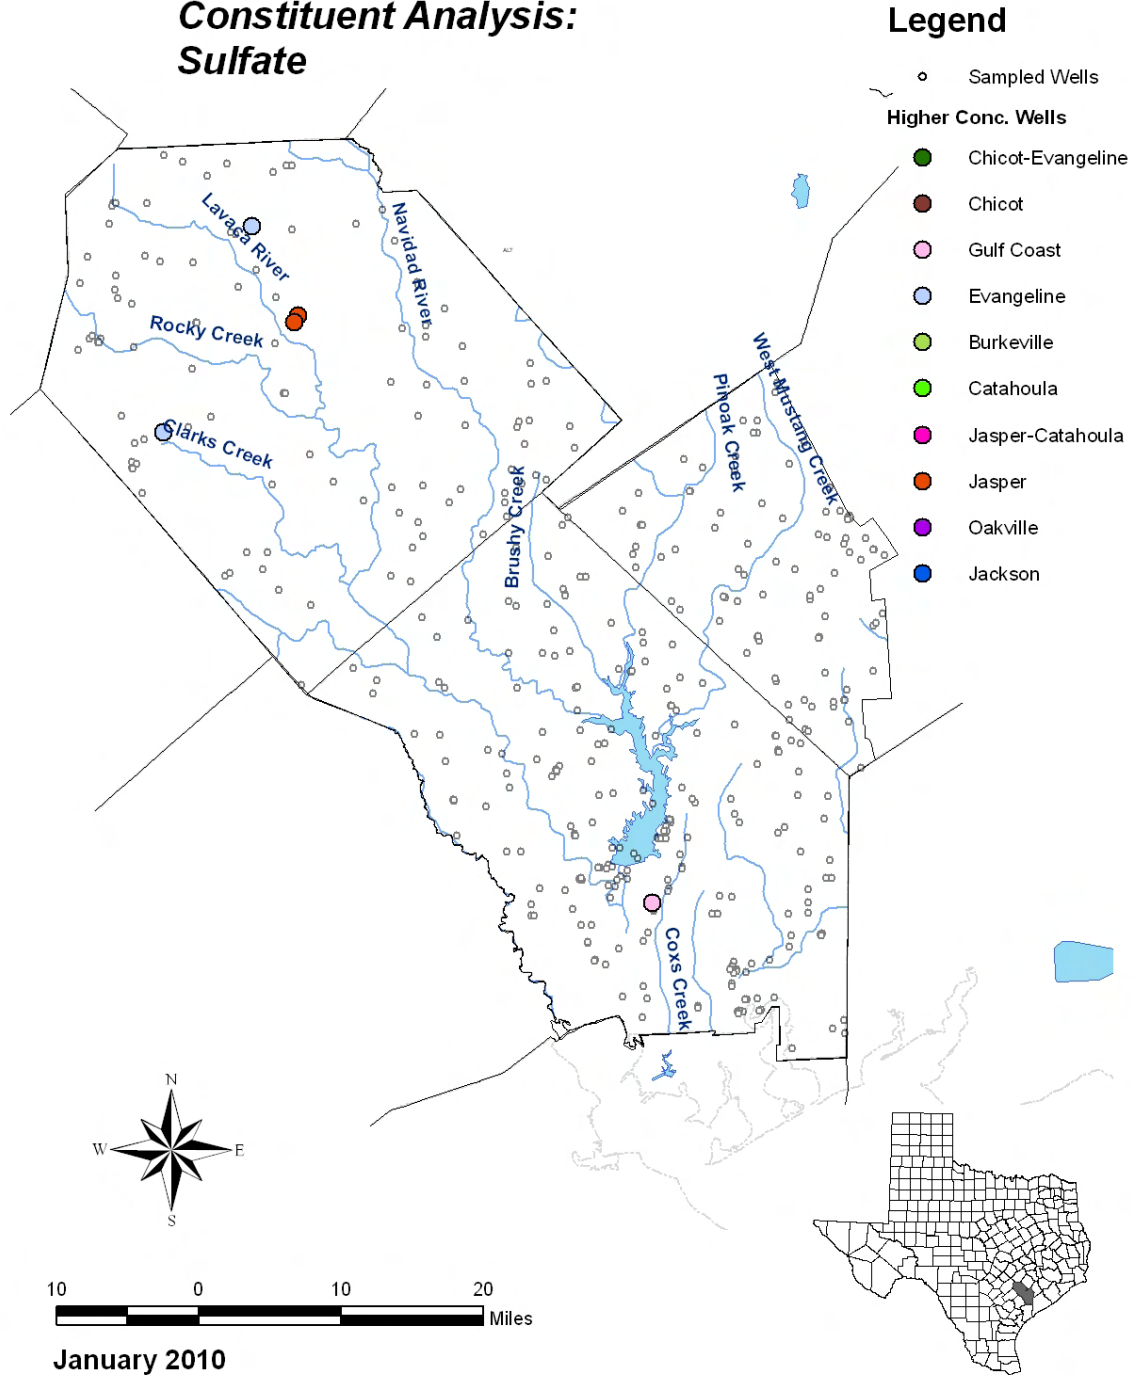 Constituent Analysis:
Sulfate
Legend
Sampled Wells
Higher Conc. Wells
Chicot-Evangeline
Chicot
Gulf Coast
Evangeline
Burkeville
Catahoula
Jasper-Catahoula
Jasper
Oakville
Jackson
Lavaca River
Navidad River
ALT
Rocky Creek
Clarks Creek
Brushy Creek
Pinoak Creek
West Mustang Creek
Coxs Creek
N
W E
S
10 0 10 20
Miles
January 2010